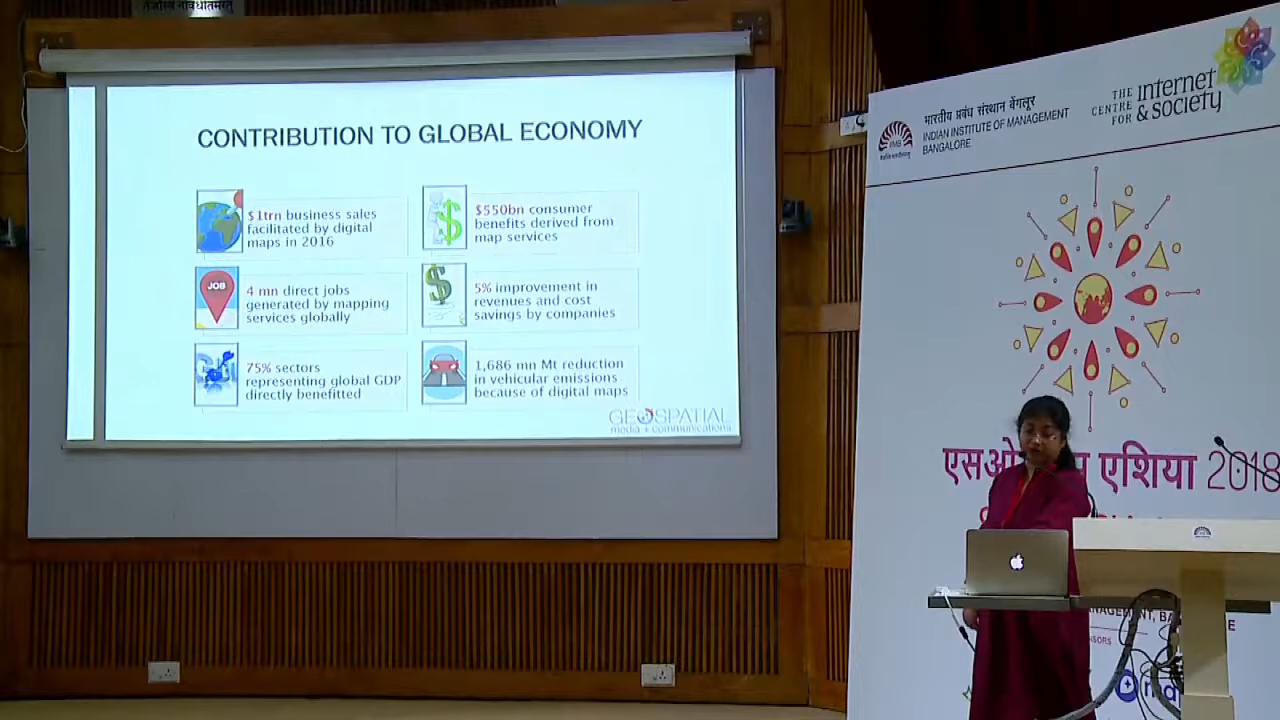 तेजस्वि नावधीतमस्तु
CONTRIBUTION TO GLOBAL ECONOMY
$1trn business sales
facilitated by digital
maps in 2016
$550bn consumer
benefits derived from
map services
JOB
4 mn direct jobs
generated by mapping
services globally
5% improvement in
revenues and cost
savings by companies
75% sectors
representing global GDP
directly benefitted
1,686 mn Mt reduction
in vehicular emissions
because of digital maps
GEOSPATIAL
media + communications
भारतीय प्रबंध संस्थान बेंगलूर
INDIAN INSTITUTE OF MANAGEMENT
BANGALORE
IIMB
THE
CENTRE
FOR
internet
& society
एशिया 2018